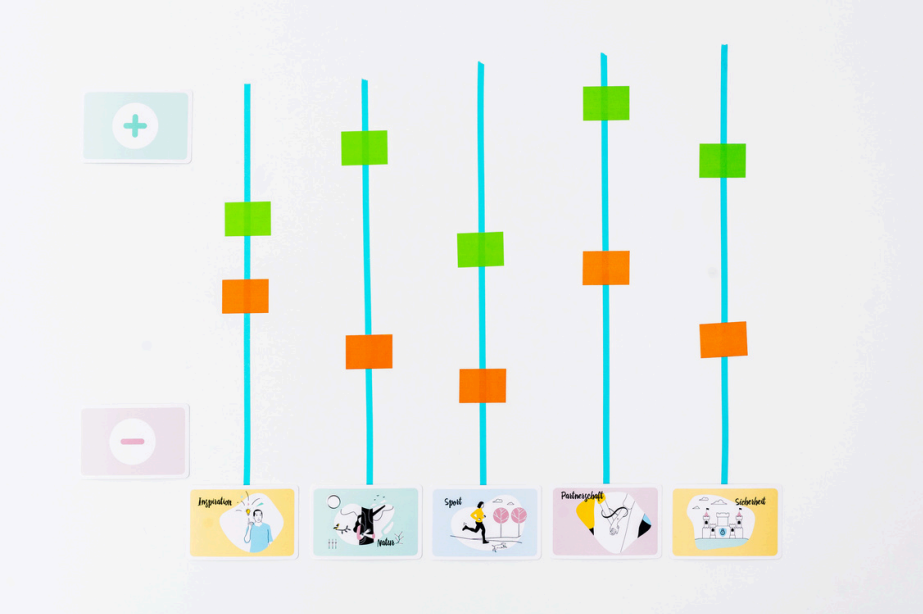 Inspiration
Natur
Sport
Partnerschaft
Sicherheit